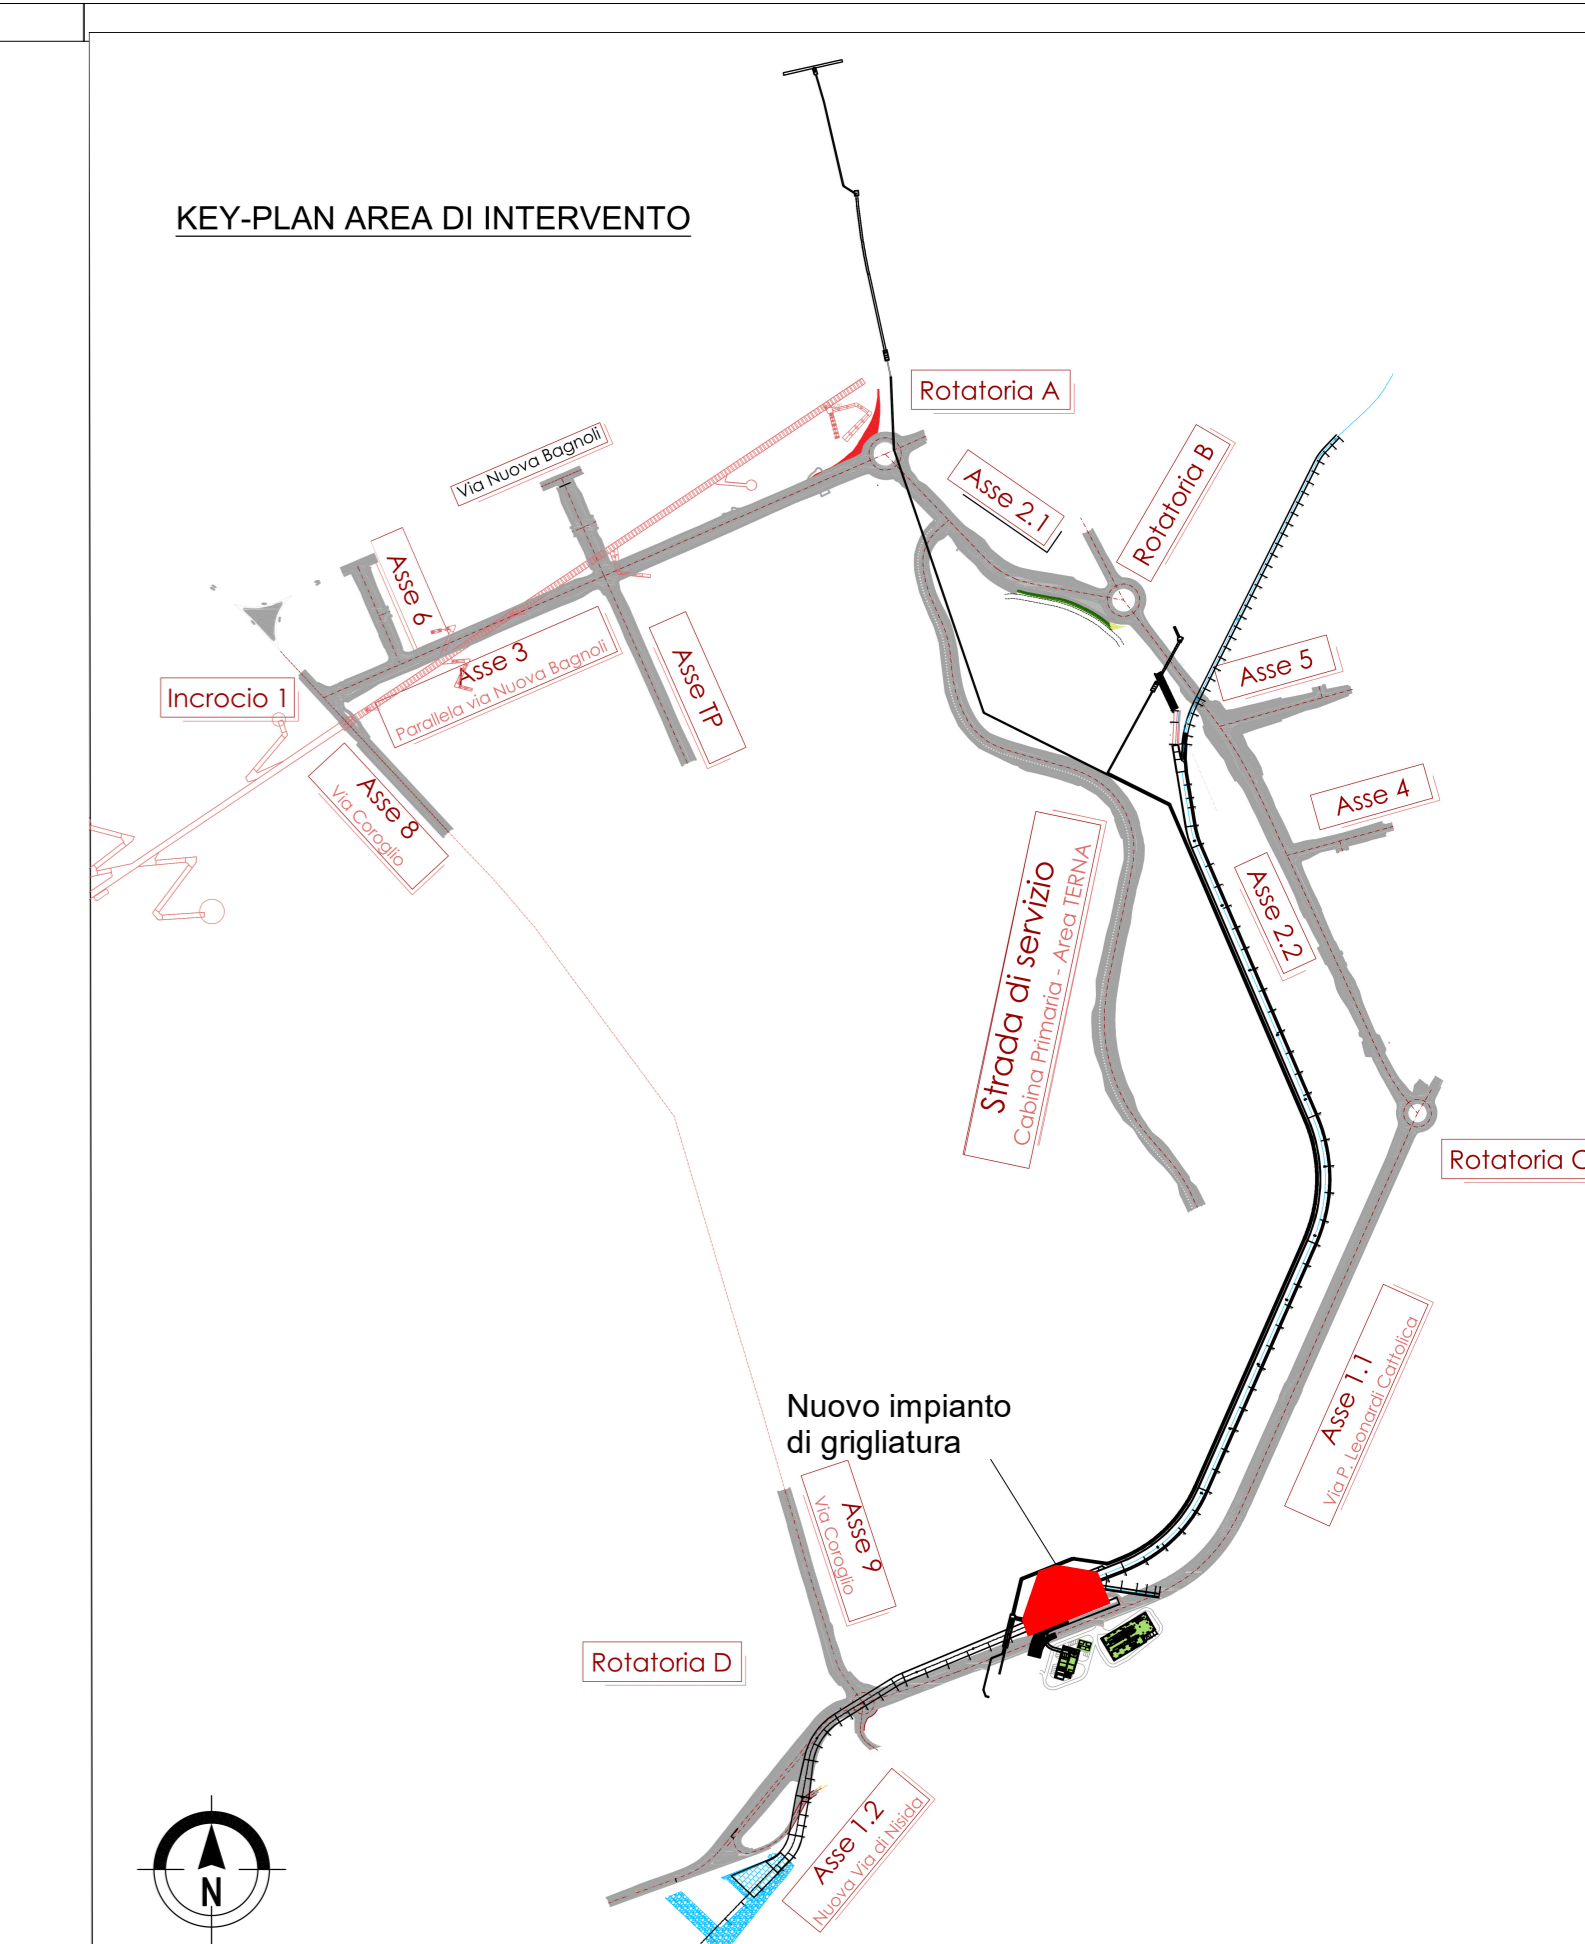 KEY-PLAN AREA DI INTERVENTO
Rotatoria A
Via Nuova Bagnoli
Asse 2.1
Rotatoria B
Asse 6
Asse 3
Parallela via Nuova Bagnoli
Asse TP
Asse 5
Incrocio 1
Asse 8
Via Coroglio
Asse 4
Asse 2.2
Strada di servizio
Cabina Primaria - Area TERNA
Rotatoria C
Asse 1.1
Via P. Leonardi Cattolica
Nuovo impianto
di grigliatura
Asse 9
Via Coroglio
Rotatoria D
Asse 1.2
Nuova Via di Nisida
N